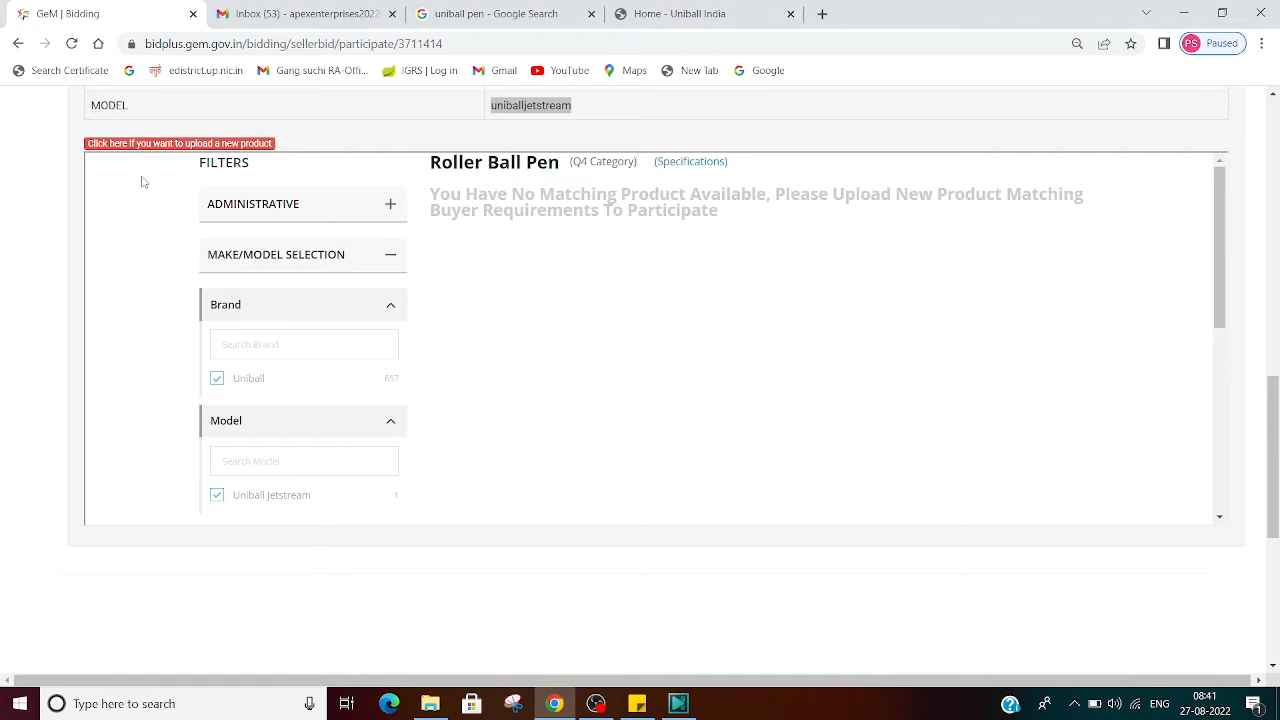 GeM | Bidding
Inbox (53) - apexenterprises2022
roll ball pen - Google Search
Home - Uniball India
bidplus.gem.gov.in/bidding/sellerbid/participate/3711414
PS Paused
Search Certificate
edistrict.up.nic.in
Gang suchi RA-Offi...
IGRS | Log in
Gmail
YouTube
Maps
New Tab
Google
MODEL uniballjetstream
Click here if you want to upload a new product
FILTERS
ADMINISTRATIVE
MAKE/MODEL SELECTION
Brand
Search Brand
Uniball 657
Model
Search Model
Uniball Jetstream 1
Roller Ball Pen (Q4 Category) (Specifications)
You Have No Matching Product Available, Please Upload New Product Matching
Buyer Requirements To Participate
Type here to search
ENG
08:41
27-08-2022